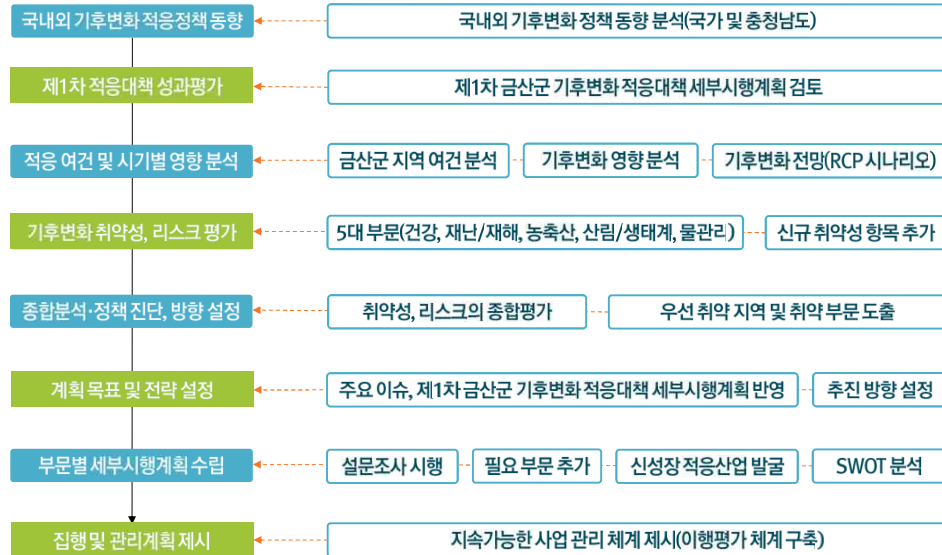 국내외 기후변화 적응정책 동향
국내외 기후변화 정책 동향 분석(국가 및 충청남도)
제1차 적응대책 성과평가
제1차 금산군 기후변화 적응대책 세부시행계획 검토
적응 여건 및 시기별 영향 분석
금산군 지역 여건 분석
기후변화 영향 분석
기후변화 전망(RCP 시나리오)
기후변화 취약성, 리스크 평가
5대 부문(건강, 재난/재해, 농축산, 산림/생태계, 물관리)
신규 취약성 항목 추가
종합분석·정책 진단, 방향 설정
취약성, 리스크의 종합평가
우선 취약 지역 및 취약 부문 도출
계획 목표 및 전략 설정
주요 이슈, 제1차 금산군 기후변화 적응대책 세부시행계획 반영
추진 방향 설정
부문별 세부시행계획 수립
설문조사 시행
필요 부문 추가
신성장 적응산업 발굴
SWOT 분석
집행 및 관리계획 제시
지속가능한 사업 관리 체계 제시(이행평가 체계 구축)